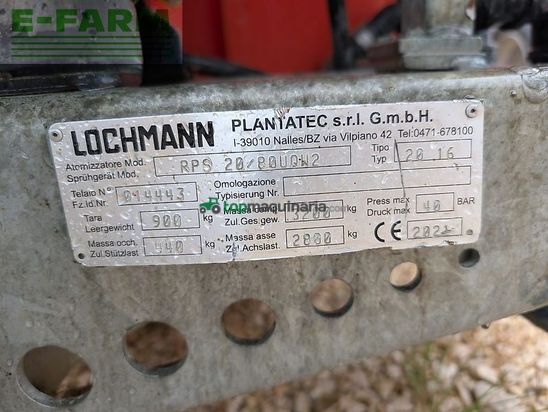 E-FARM
LOCHMANN
PLANTATEC s.r.l. G.m.b.H.
I-39010 Nalles/BZ via Vilpiano 42 Tel:0471-678100
Atomizzatore Mod.
Sprühgerät Mod.
RPS 20/80UQW2
Tipo
Typ
20.16
Telaio N°
Fz.Id.Nr.
014443
Omologazione
Typisierung Nr.
Tara
Leergewicht
900 kg
Massa
Zul.Ges.gew.
3200 kg
Press max
Druck max
40 BAR
Massa occh.
Zul.Stützlast
440 kg
Massa asse
Zul.Achslast
2800 kg
CE
topmaquinaria